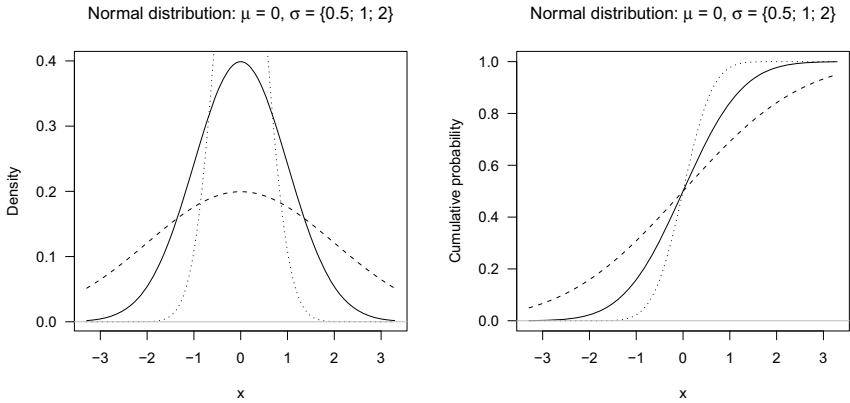 Normal distribution: μ = 0, σ = {0.5; 1; 2}
Density
0.4
0.3
0.2
0.1
0.0
−3 −2 −1 0 1 2 3
x
Normal distribution: μ = 0, σ = {0.5; 1; 2}
Cumulative probability
1.0
0.8
0.6
0.4
0.2
0.0
−3 −2 −1 0 1 2 3
x